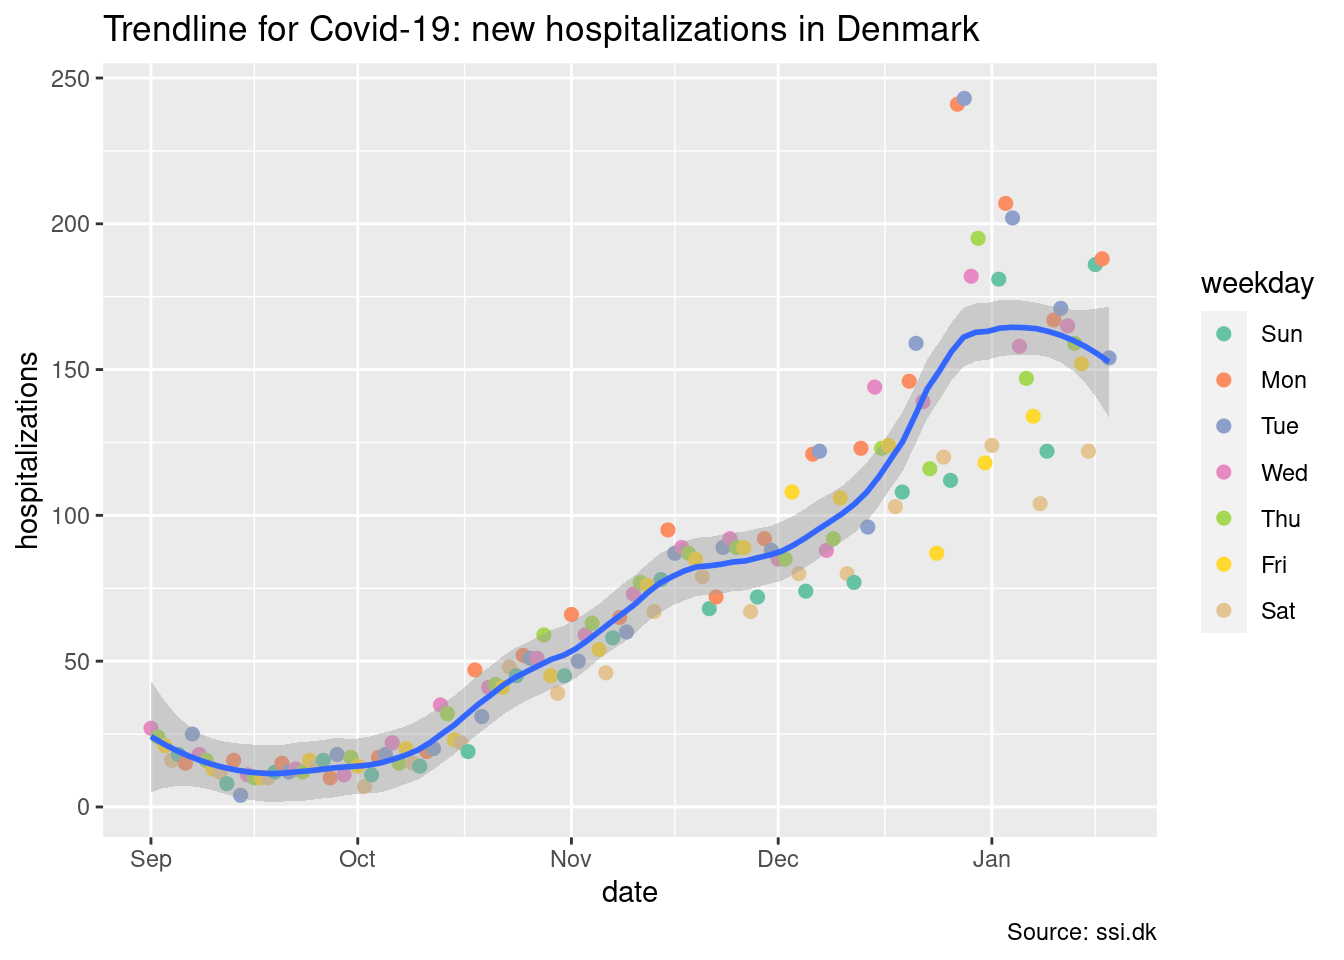 Trendline for Covid-19: new hospitalizations in Denmark
250
200
150
100
50
0
hospitalizations
Sep Oct Nov Dec Jan
date
weekday
Sun
Mon
Tue
Wed
Thu
Fri
Sat
Source: ssi.dk